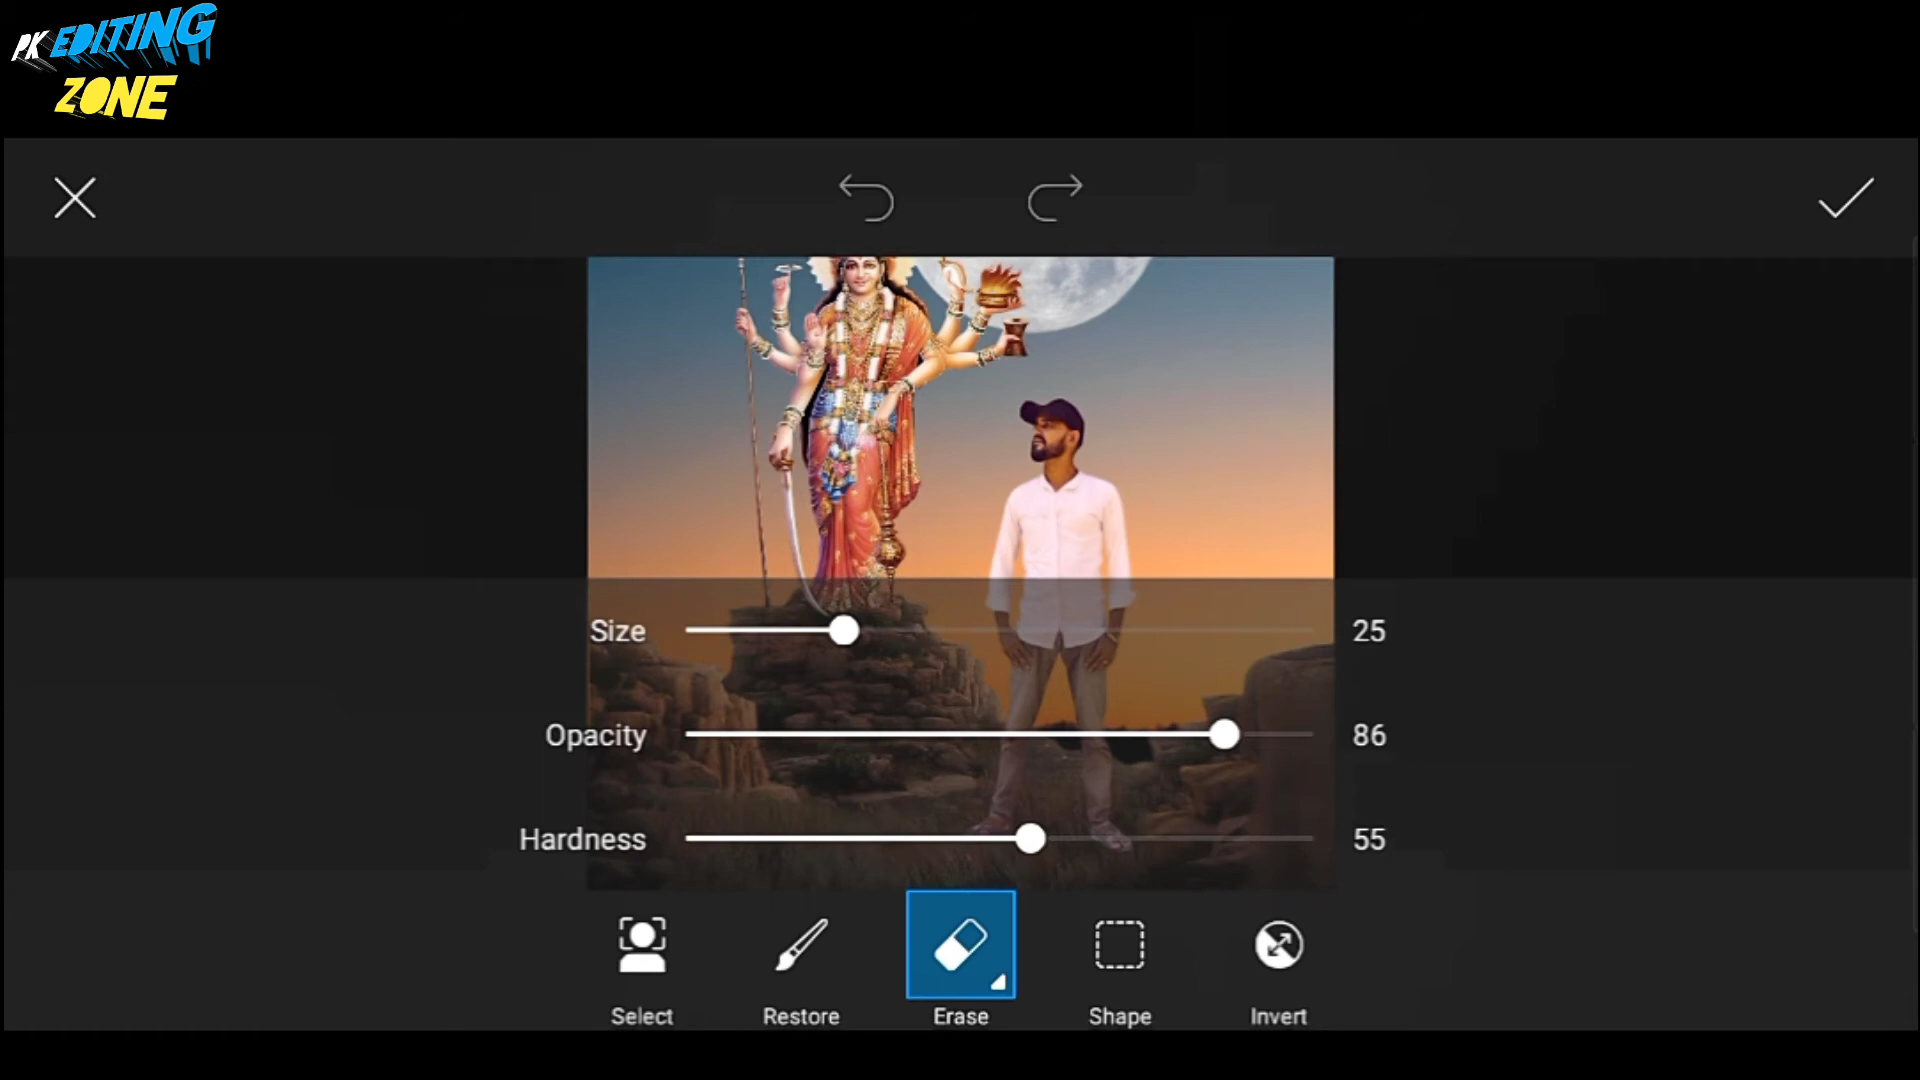 PK EDITING
ZONE
Size 25
Opacity 86
Hardness 55
Select Restore Erase Shape Invert